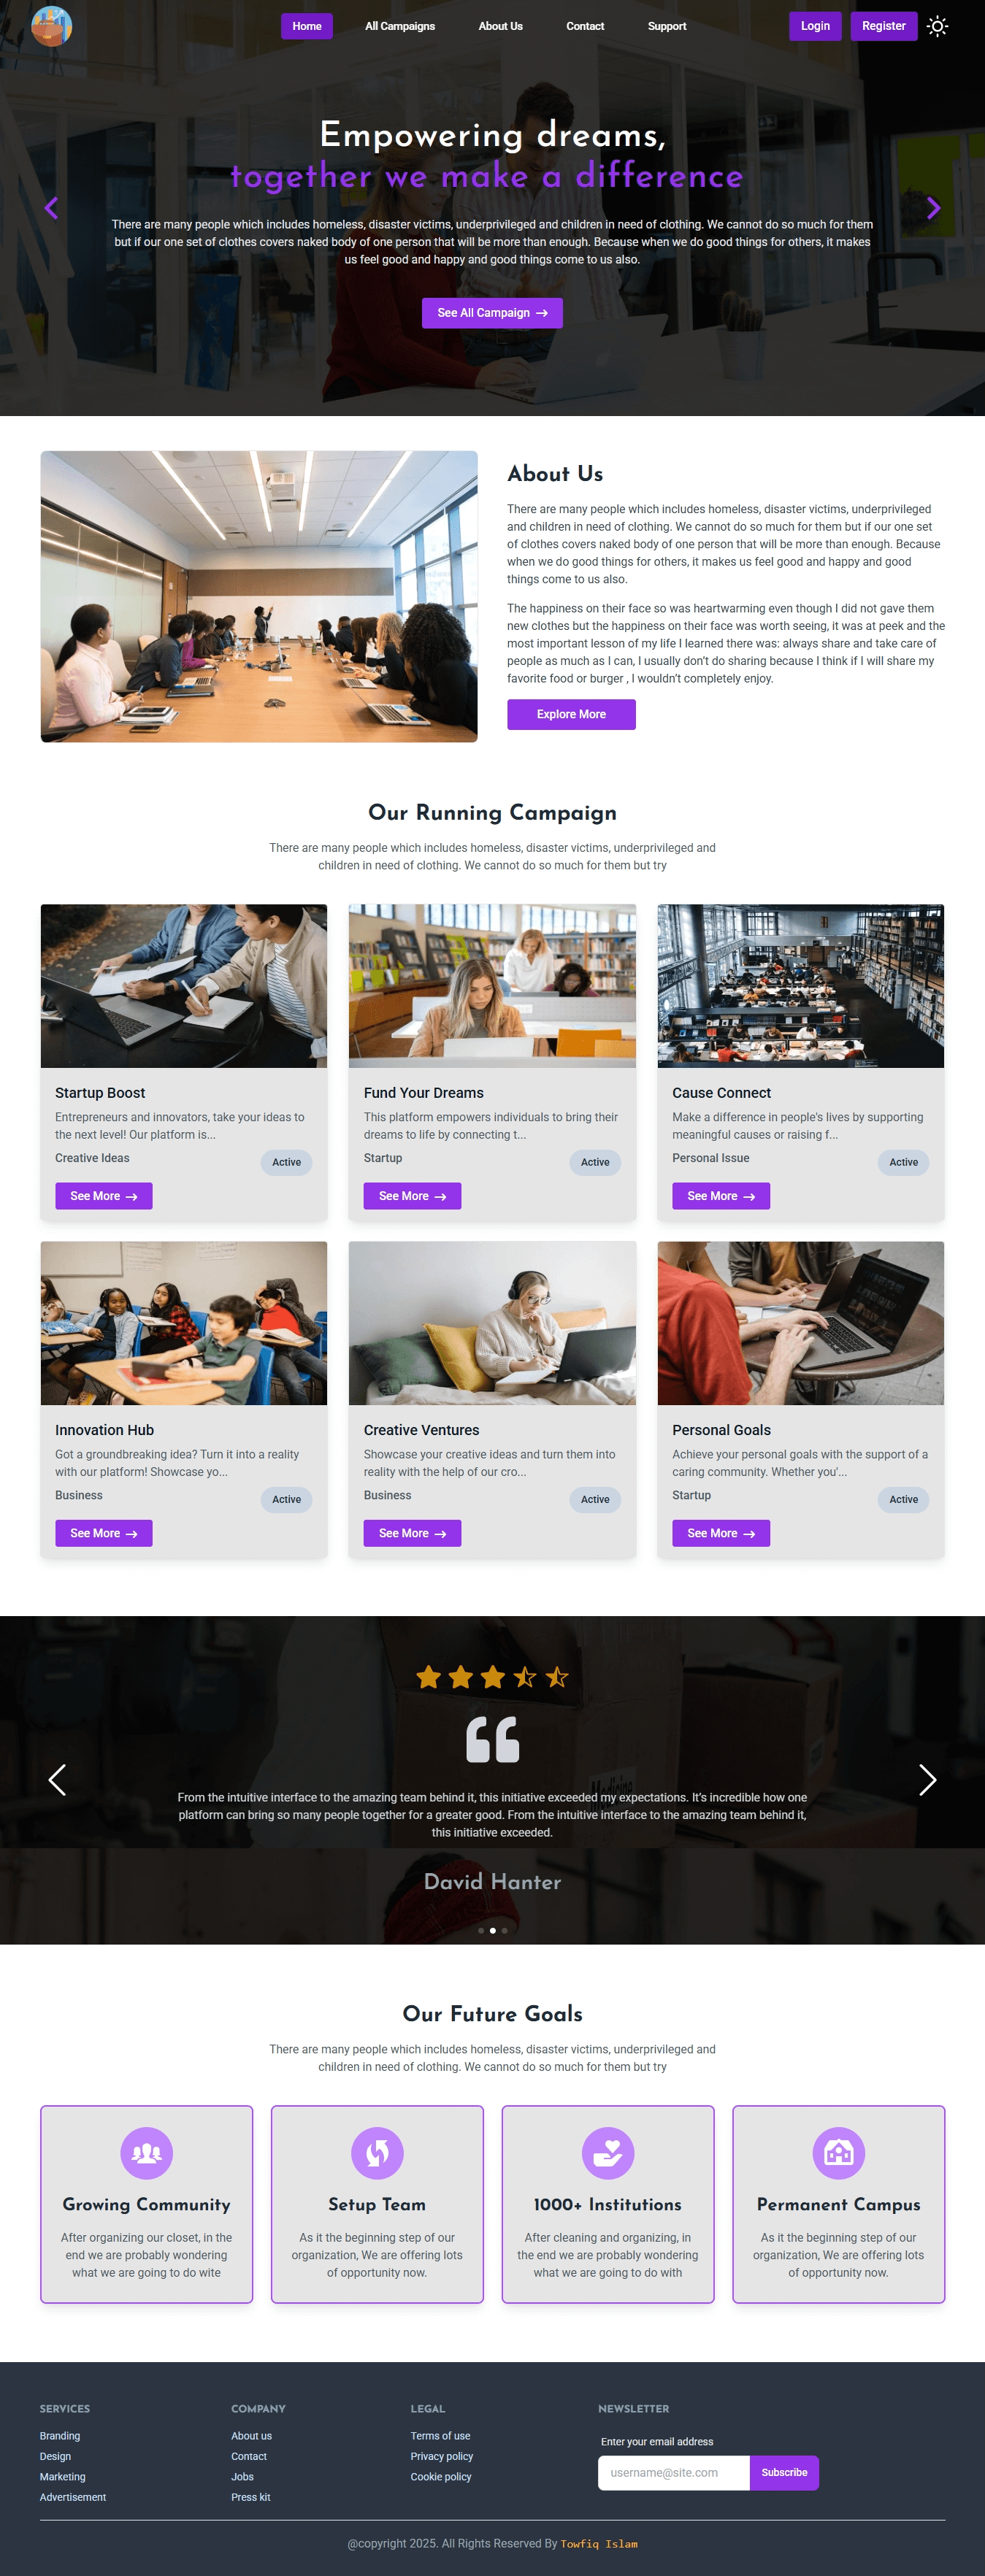 Home
All Campaigns
About Us
Contact
Support
Login
Register
Empowering dreams,
together we make a difference
There are many people which includes homeless, disaster victims, underprivileged and children in need of clothing. We cannot do so much for them
but if our one set of clothes covers naked body of one person that will be more than enough. Because when we do good things for others, it makes
us feel good and happy and good things come to us also.
See All Campaign →
About Us
There are many people which includes homeless, disaster victims, underprivileged
and children in need of clothing. We cannot do so much for them but if our one set
of clothes covers naked body of one person that will be more than enough. Because
when we do good things for others, it makes us feel good and happy and good
things come to us also.
The happiness on their face so was heartwarming even though I did not gave them
new clothes but the happiness on their face was worth seeing, it was at peek and the
most important lesson of my life I learned there was: always share and take care of
people as much as I can, I usually don't do sharing because I think if I will share my
favorite food or burger , I wouldn't completely enjoy.
Explore More
Our Running Campaign
There are many people which includes homeless, disaster victims, underprivileged and
children in need of clothing. We cannot do so much for them but try
Startup Boost
Entrepreneurs and innovators, take your ideas to
the next level! Our platform is...
Creative Ideas
Active
See More →
Fund Your Dreams
This platform empowers individuals to bring their
dreams to life by connecting t...
Startup
Active
See More →
Cause Connect
Make a difference in people's lives by supporting
meaningful causes or raising f...
Personal Issue
Active
See More →
Innovation Hub
Got a groundbreaking idea? Turn it into a reality
with our platform! Showcase yo...
Business
Active
See More →
Creative Ventures
Showcase your creative ideas and turn them into
reality with the help of our cro...
Business
Active
See More →
Personal Goals
Achieve your personal goals with the support of a
caring community. Whether you'...
Startup
Active
See More →
Medicine
From the intuitive interface to the amazing team behind it, this initiative exceeded my expectations. It's incredible how one
platform can bring so many people together for a greater good. From the intuitive interface to the amazing team behind it,
this initiative exceeded.
David Hanter
Our Future Goals
There are many people which includes homeless, disaster victims, underprivileged and
children in need of clothing. We cannot do so much for them but try
Growing Community
After organizing our closet, in the
end we are probably wondering
what we are going to do wite
Setup Team
As it the beginning step of our
organization, We are offering lots
of opportunity now.
1000+ Institutions
After cleaning and organizing, in
the end we are probably wondering
what we are going to do with
Permanent Campus
As it the beginning step of our
organization, We are offering lots
of opportunity now.
SERVICES
Branding
Design
Marketing
Advertisement
COMPANY
About us
Contact
Jobs
Press kit
LEGAL
Terms of use
Privacy policy
Cookie policy
NEWSLETTER
Enter your email address
username@site.com
Subscribe
@copyright 2025. All Rights Reserved By Towfiq Islam